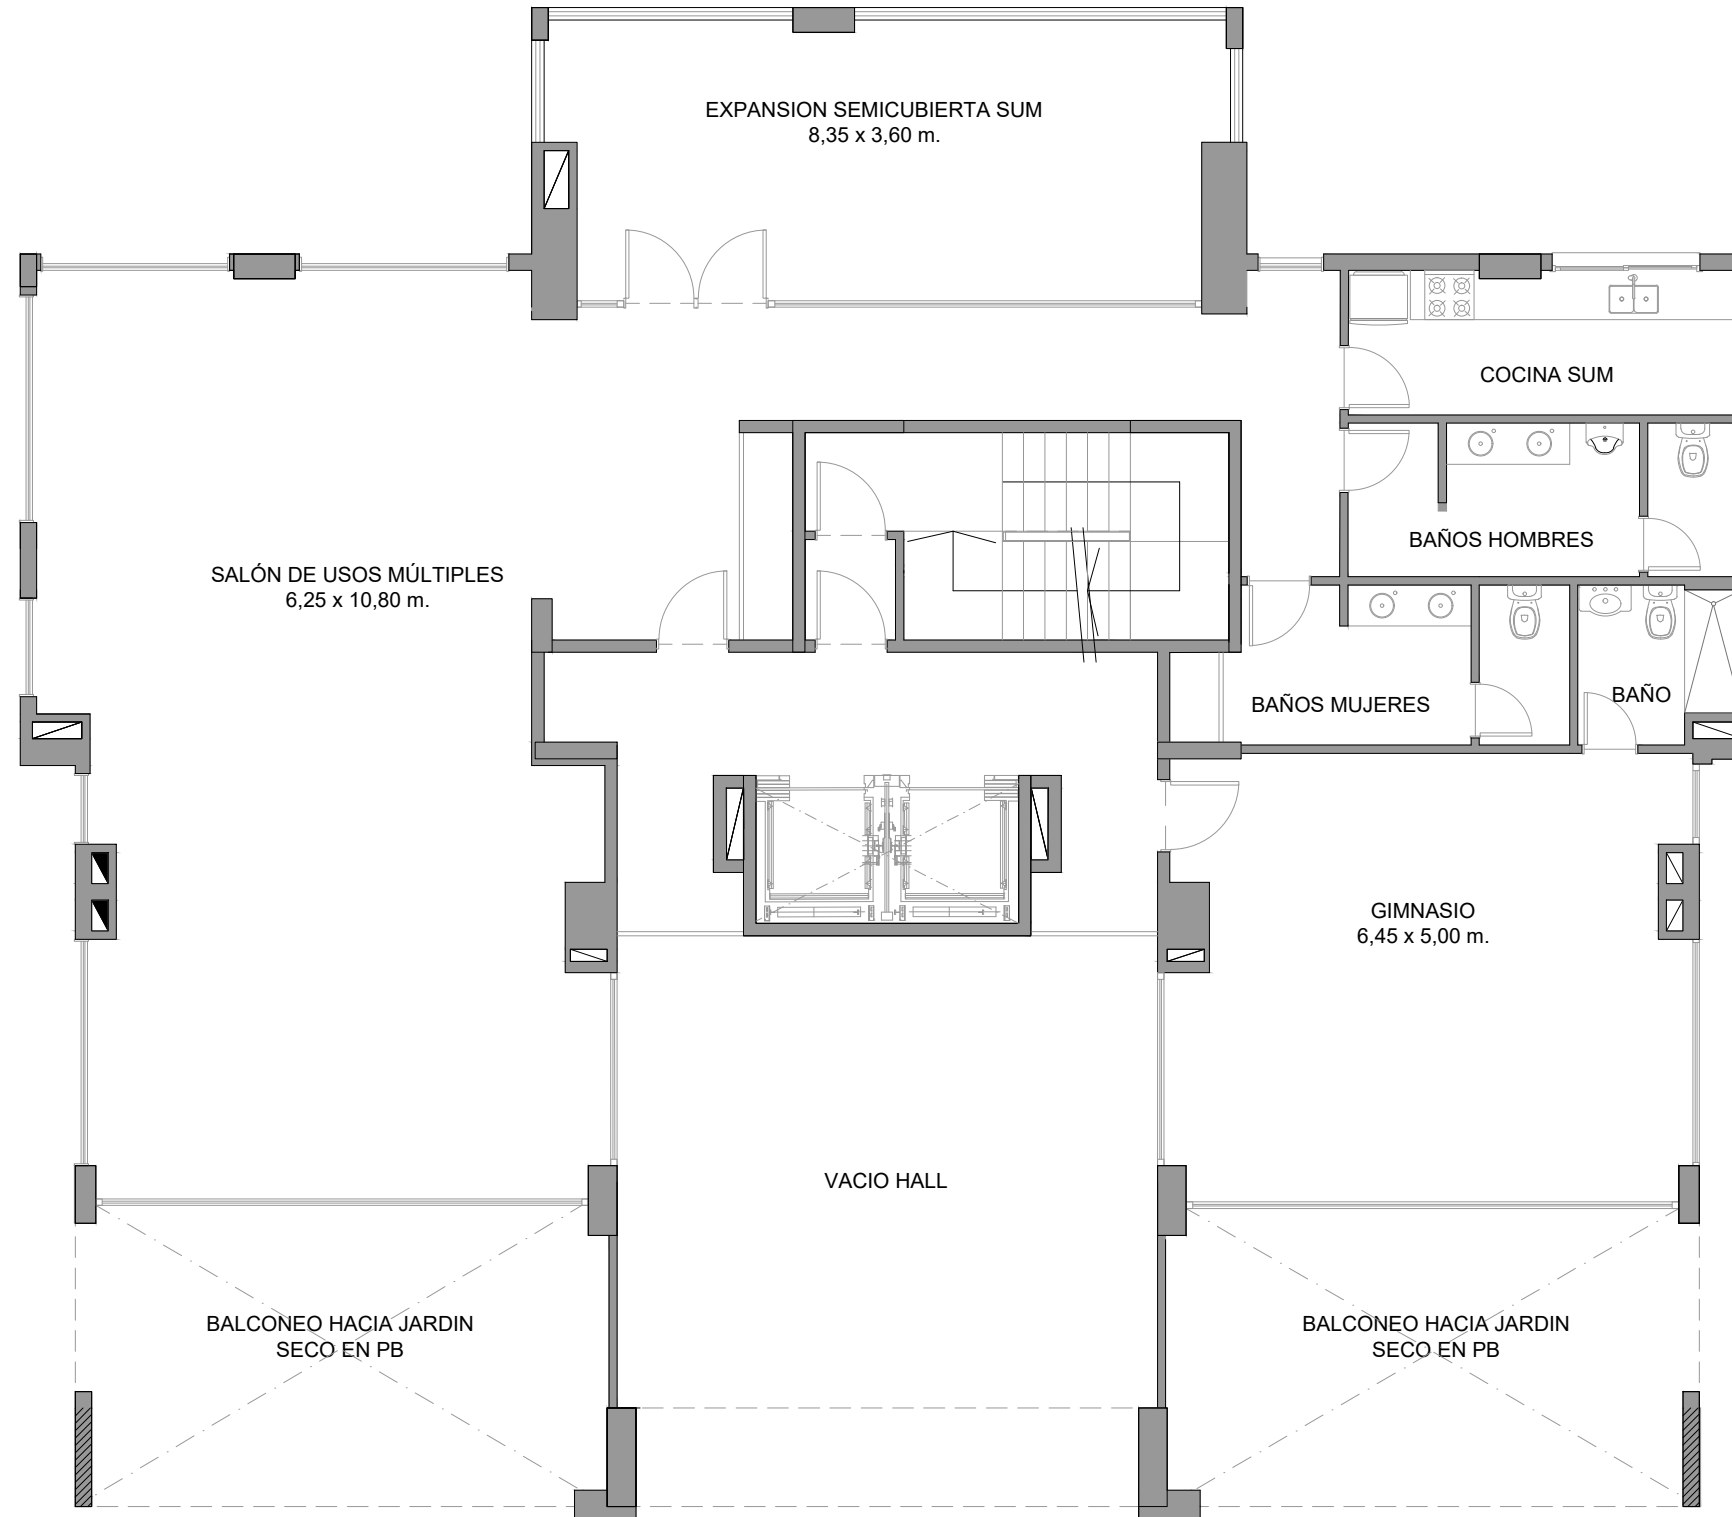 EXPANSION SEMICUBIERTA SUM
8,35 x 3,60 m.
COCINA SUM
BAÑOS HOMBRES
SALÓN DE USOS MÚLTIPLES
6,25 x 10,80 m.
BAÑOS MUJERES
BAÑO
GIMNASIO
6,45 x 5,00 m.
VACIO HALL
BALCONEO HACIA JARDIN
SECO EN PB
BALCONEO HACIA JARDIN
SECO EN PB